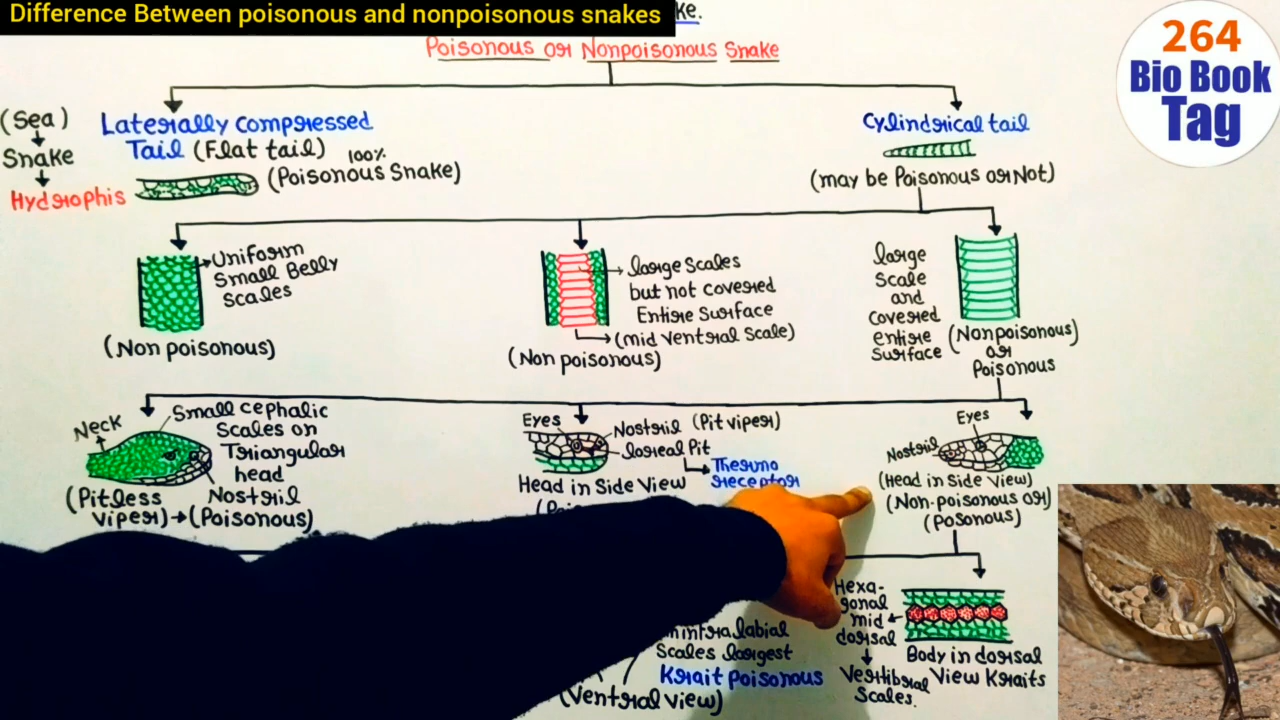 Difference Between poisonous and nonpoisonous snakes
ke.
Poisonous or Nonpoisonous Snake
264
Bio Book
Tag
(Sea)
Snake
Hydrophis
Laterally compressed
Tail (Flat tail)
100%
(Poisonous Snake)
Cylindrical tail
(may be Poisonous or Not)
Uniform
Small Belly
Scales
(Non poisonous)
large Scales
but not covered
Entire Surface
(mid ventral Scale)
(Non poisonous)
large
Scale
and
covered
entire
Surface
(Nonpoisonous)
or
Poisonous
Neck
Small cephalic
Scales on
Triangular
head
Nostril
(Pitless
viper)→(Poisonous)
Eyes
Nostril (Pit viper)
loreal Pit
Thermo
receptor
Head in Side View
Eyes
Nostril
(Head in Side View)
(Non-poisonous or)
(Posonous)
infra labial
Scales largest
Krait poisonous
(Ventral view)
Hexa-
gonal
mid
dorsal
Vertibral
Scales.
Body in dorsal
View Kraits